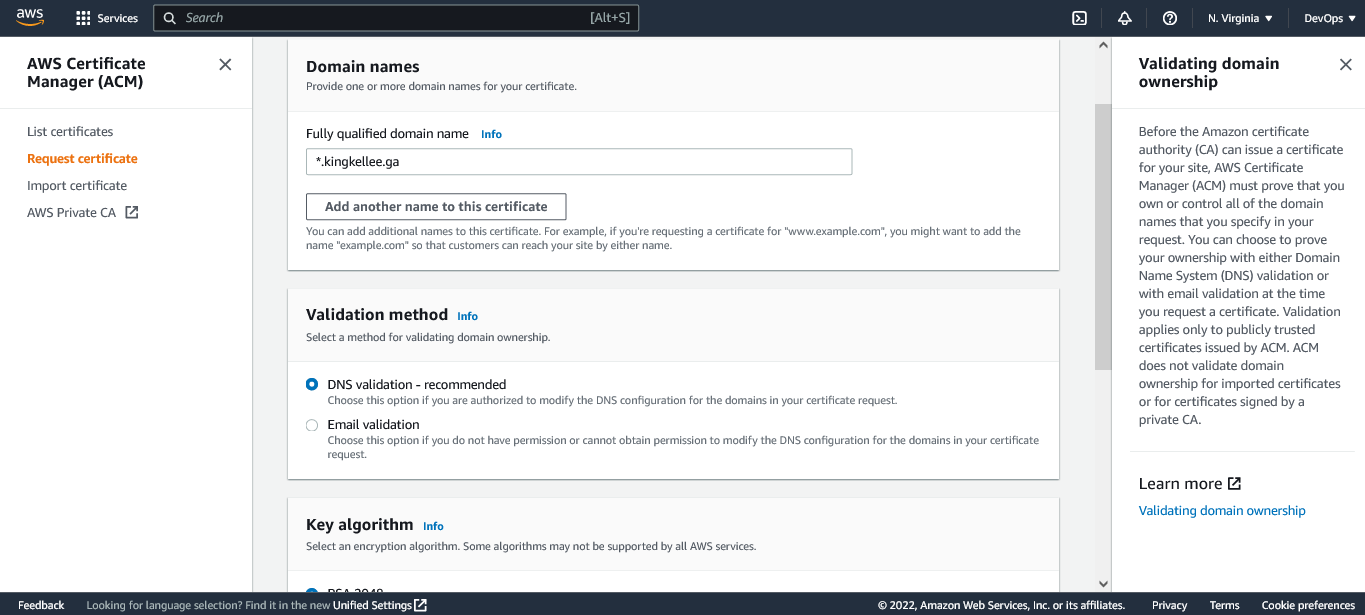 aws
Services
Search
[Alt+S]
N. Virginia ▼
DevOps ▼
AWS Certificate
Manager (ACM)
List certificates
Request certificate
Import certificate
AWS Private CA
Domain names
Provide one or more domain names for your certificate.
Fully qualified domain name Info
*.kingkellee.ga
Add another name to this certificate
You can add additional names to this certificate. For example, if you're requesting a certificate for "www.example.com", you might want to add the
name "example.com" so that customers can reach your site by either name.
Validation method Info
Select a method for validating domain ownership.
DNS validation - recommended
Choose this option if you are authorized to modify the DNS configuration for the domains in your certificate request.
Email validation
Choose this option if you do not have permission or cannot obtain permission to modify the DNS configuration for the domains in your certificate
request.
Key algorithm Info
Select an encryption algorithm. Some algorithms may not be supported by all AWS services.
RSA 2048
Validating domain
ownership
Before the Amazon certificate
authority (CA) can issue a certificate
for your site, AWS Certificate
Manager (ACM) must prove that you
own or control all of the domain
names that you specify in your
request. You can choose to prove
your ownership with either Domain
Name System (DNS) validation or
with email validation at the time
you request a certificate. Validation
applies only to publicly trusted
certificates issued by ACM. ACM
does not validate domain
ownership for imported certificates
or for certificates signed by a
private CA.
Learn more
Validating domain ownership
Feedback
Looking for language selection? Find it in the new Unified Settings
© 2022, Amazon Web Services, Inc. or its affiliates.
Privacy
Terms
Cookie preferences